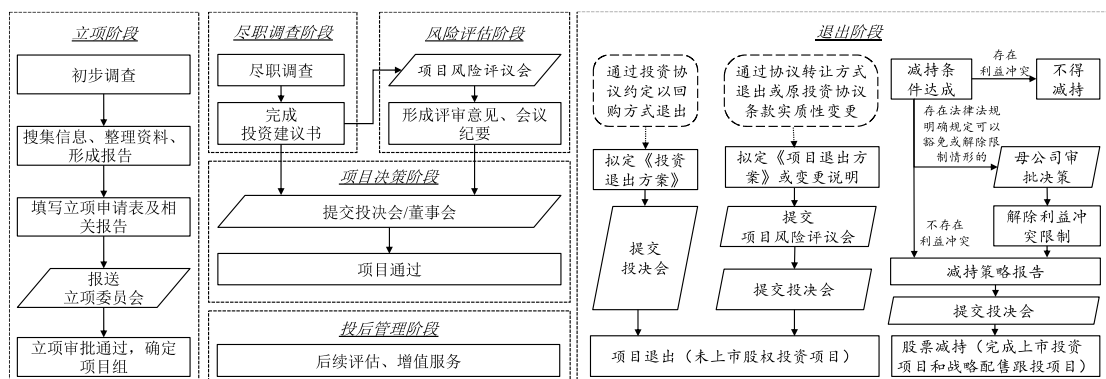 立项阶段
初步调查
搜集信息、整理资料、
形成报告
填写立项申请表及相
关报告
报送
立项委员会
立项审批通过，确定
项目组
尽职调查阶段
尽职调查
完成
投资建议书
风险评估阶段
项目风险评议会
形成评审意见、会议
纪要
项目决策阶段
提交投决会/董事会
项目通过
投后管理阶段
后续评估、增值服务
退出阶段
通过投资协
议约定以回
购方式退出
拟定《投资
退出方案》
提交
投决会
通过协议转让方式
退出或原投资协议
条款实质性变更
拟定《项目退出方
案》或变更说明
提交
项目风险评议会
提交投决会
项目退出（未上市股权投资项目）
减持条
件达成
存在
利益冲突
不得
减持
存在法律法规
明确规定可以
豁免或解除限
制情形的
母公司审
批决策
解除利益冲
突限制
不存在
利益冲突
减持策略报告
提交投决会
股票减持（完成上市投资
项目和战略配售跟投项目）